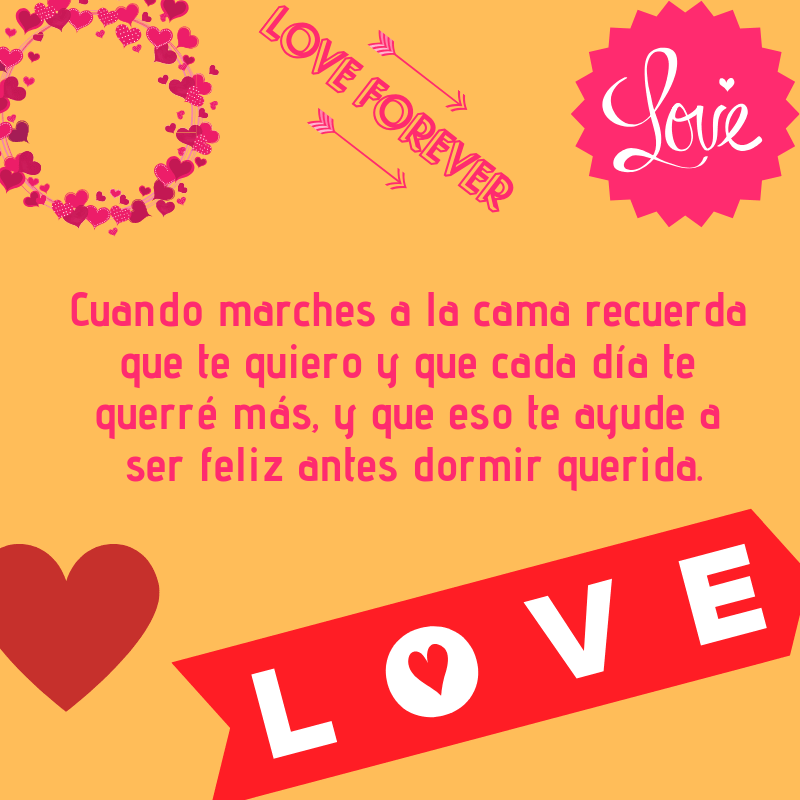 LOVE FOREVER
Love
Cuando marches a la cama recuerda
que te quiero y que cada día te
querré más, y que eso te ayude a
ser feliz antes dormir querida.
LOVE